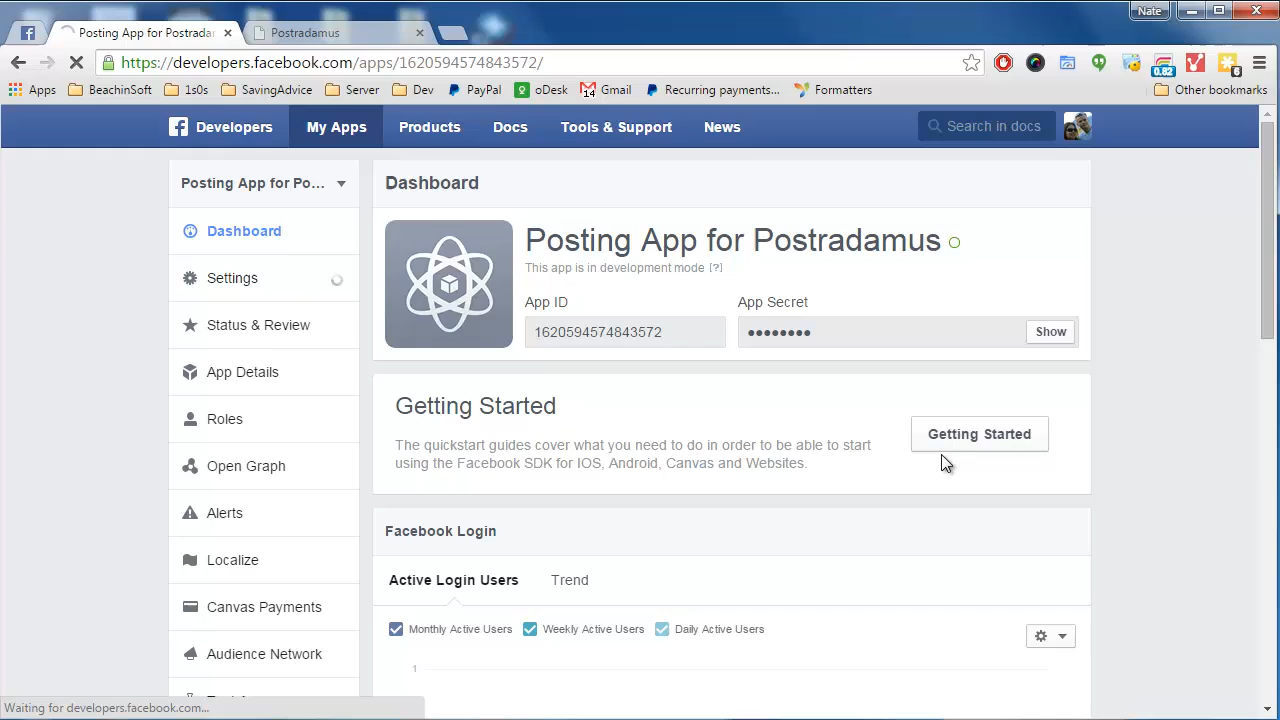 Nate
Posting App for Postradar
Postradamus
https://developers.facebook.com/apps/1620594574843572/
Apps
BeachinSoft
1s0s
SavingAdvice
Server
Dev
PayPal
oDesk
14
Gmail
Recurring payments...
Formatters
0.82
6
Other bookmarks
Developers
My Apps
Products
Docs
Tools & Support
News
Search in docs
Posting App for Po...
Dashboard
Settings
Status & Review
App Details
Roles
Open Graph
Alerts
Localize
Canvas Payments
Audience Network
Dashboard
Posting App for Postradamus
This app is in development mode [?]
App ID
App Secret
1620594574843572
••••••••
Show
Getting Started
The quickstart guides cover what you need to do in order to be able to start
using the Facebook SDK for IOS, Android, Canvas and Websites.
Getting Started
Facebook Login
Active Login Users
Trend
Monthly Active Users
Weekly Active Users
Daily Active Users
1
Waiting for developers.facebook.com...